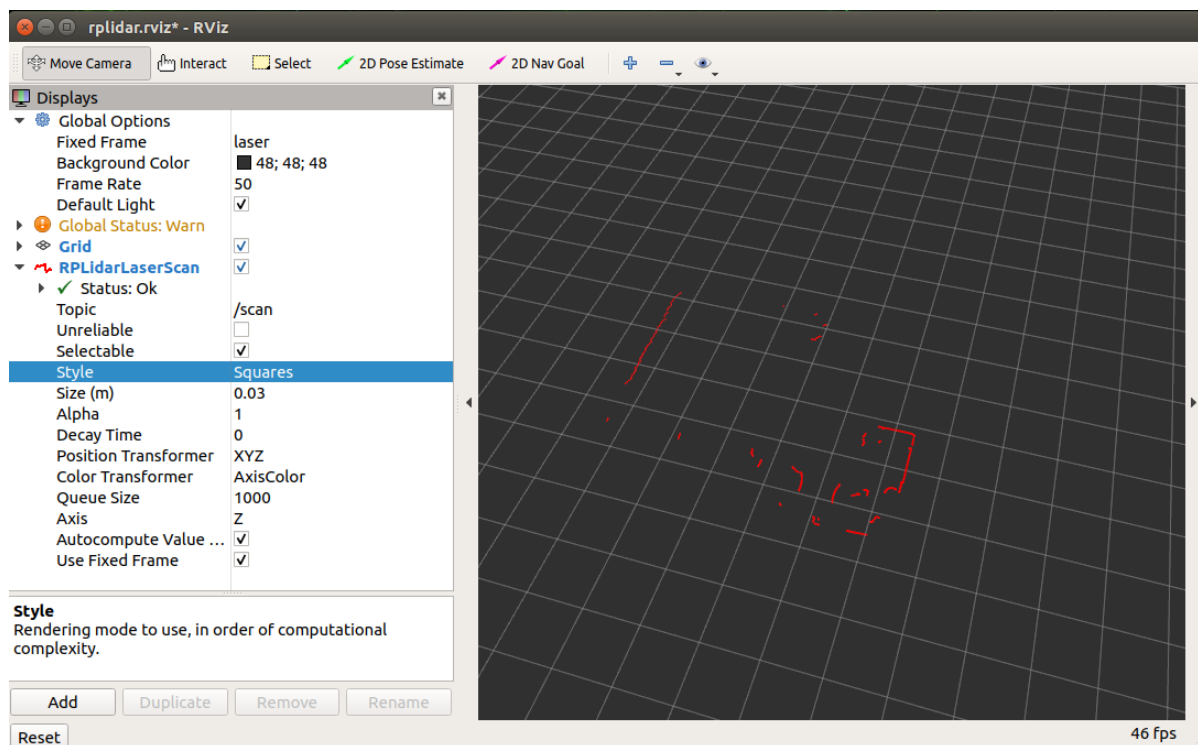 rplidar.rviz* - RViz
Move Camera Interact Select 2D Pose Estimate 2D Nav Goal
Displays
Global Options
Fixed Frame laser
Background Color 48; 48; 48
Frame Rate 50
Default Light
Global Status: Warn
Grid
RPLidarLaserScan
Status: Ok
Topic /scan
Unreliable
Selectable
Style Squares
Size (m) 0.03
Alpha 1
Decay Time 0
Position Transformer XYZ
Color Transformer AxisColor
Queue Size 1000
Axis Z
Autocompute Value ...
Use Fixed Frame
Style
Rendering mode to use, in order of computational
complexity.
Add Duplicate Remove Rename
Reset 46 fps